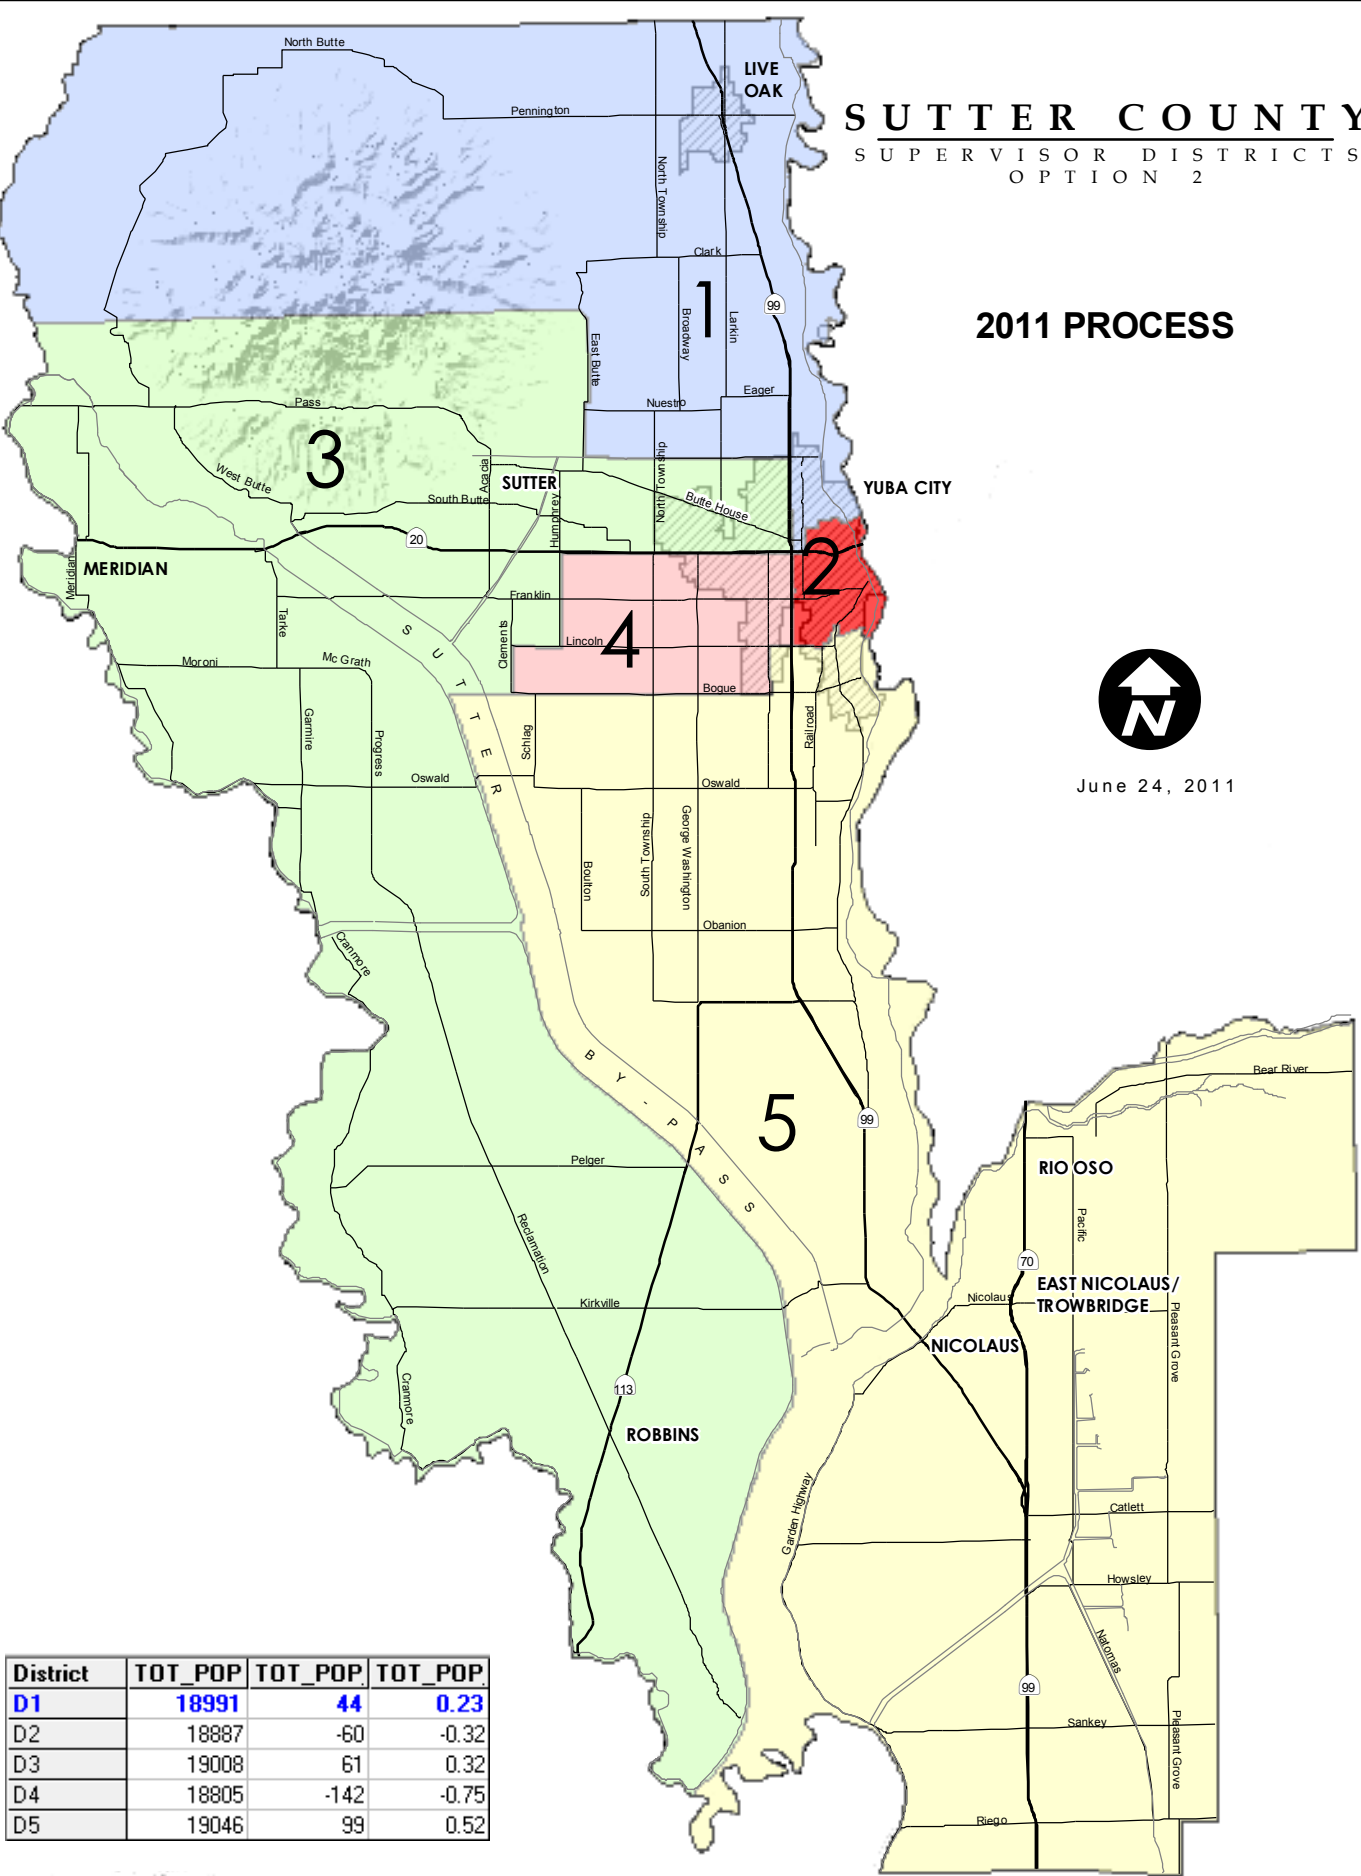 SUTTER COUNTY
SUPERVISOR DISTRICTS
OPTION 2
2011 PROCESS
N
June 24, 2011
North Butte
LIVE
OAK
Pennington
North Township
Clark
1
99
Broadway
Larkin
East Butte
Eager
Nuestro
Pass
3
West Butte
Acacia
SUTTER
South Butte
Humphrey
North Township
Butte House
YUBA CITY
20
2
Meridian
MERIDIAN
Franklin
Tarke
Clements
Lincoln
4
Moroni
Mc Grath
Bogue
SUTTER BY-PASS
Garmire
Progress
Schlag
Railroad
Oswald
Oswald
Boulton
South Township
George Washington
Obanion
Cranmore
5
99
Bear River
Pelger
RIO OSO
Pacific
Reclamation
70
EAST NICOLAUS/
TROWBRIDGE
Nicolaus
Kirkville
Pleasant Grove
NICOLAUS
113
Cranmore
ROBBINS
Garden Highway
Catlett
Howsley
Natomas
99
Sankey
Pleasant Grove
Riego
District TOT_POP TOT_POP. TOT_POP.
D1 18991 44 0.23
D2 18887 -60 -0.32
D3 19008 61 0.32
D4 18805 -142 -0.75
D5 19046 99 0.52